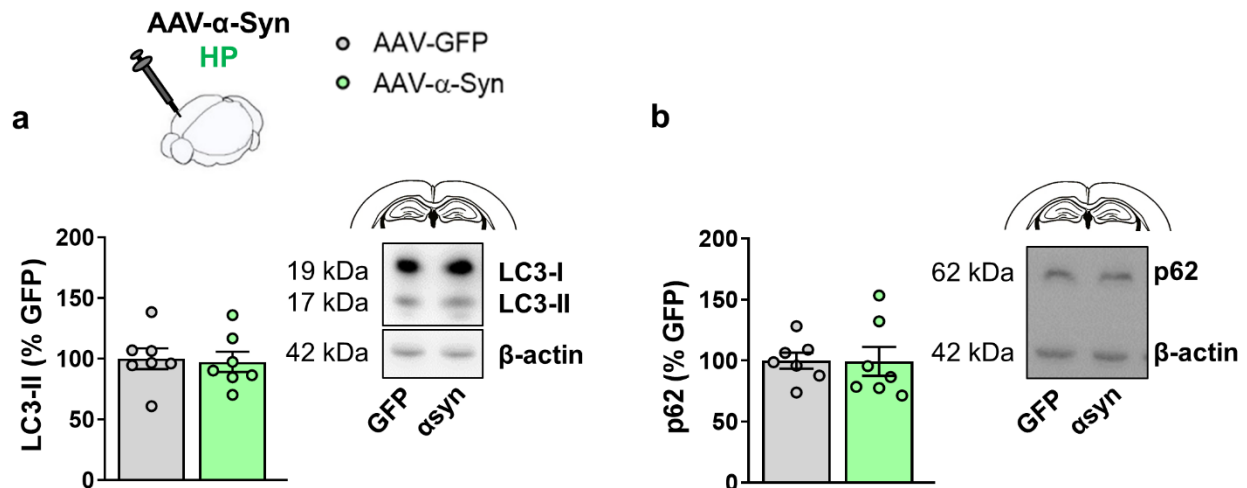 AAV-α-Syn
HP
AAV-GFP
AAV-α-Syn
a
LC3-II (% GFP)
200
150
100
50
0
19 kDa
LC3-I
17 kDa
LC3-II
42 kDa
β-actin
GFP
αsyn
b
p62 (% GFP)
200
150
100
50
0
62 kDa
p62
42 kDa
β-actin
GFP
αsyn